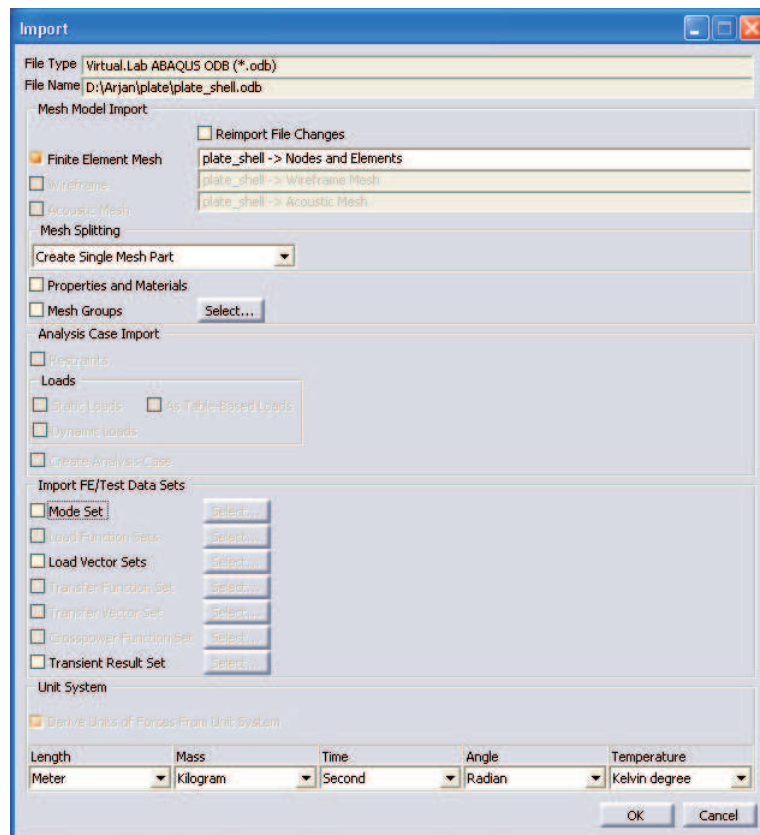 Import
File Type Virtual.Lab ABAQUS ODB (*.odb)
File Name D:\Arjan\plate\plate_shell.odb
Mesh Model Import
Reimport File Changes
Finite Element Mesh plate_shell -> Nodes and Elements
Wireframe plate_shell -> Wireframe Mesh
Acoustic Mesh plate_shell -> Acoustic Mesh
Mesh Splitting
Create Single Mesh Part
Properties and Materials
Mesh Groups Select...
Analysis Case Import
Restraints
Loads
Static Loads As Table-Based Loads
Dynamic Loads
Create Analysis Case
Import FE/Test Data Sets
Mode Set Select...
Load Function Sets Select...
Load Vector Sets Select...
Transfer Function Set Select...
Transfer Vector Set Select...
Crosspower Function Set Select...
Transient Result Set Select...
Unit System
Derive Units of Forces From Unit System
Length Mass Time Angle Temperature
Meter Kilogram Second Radian Kelvin degree
OK Cancel